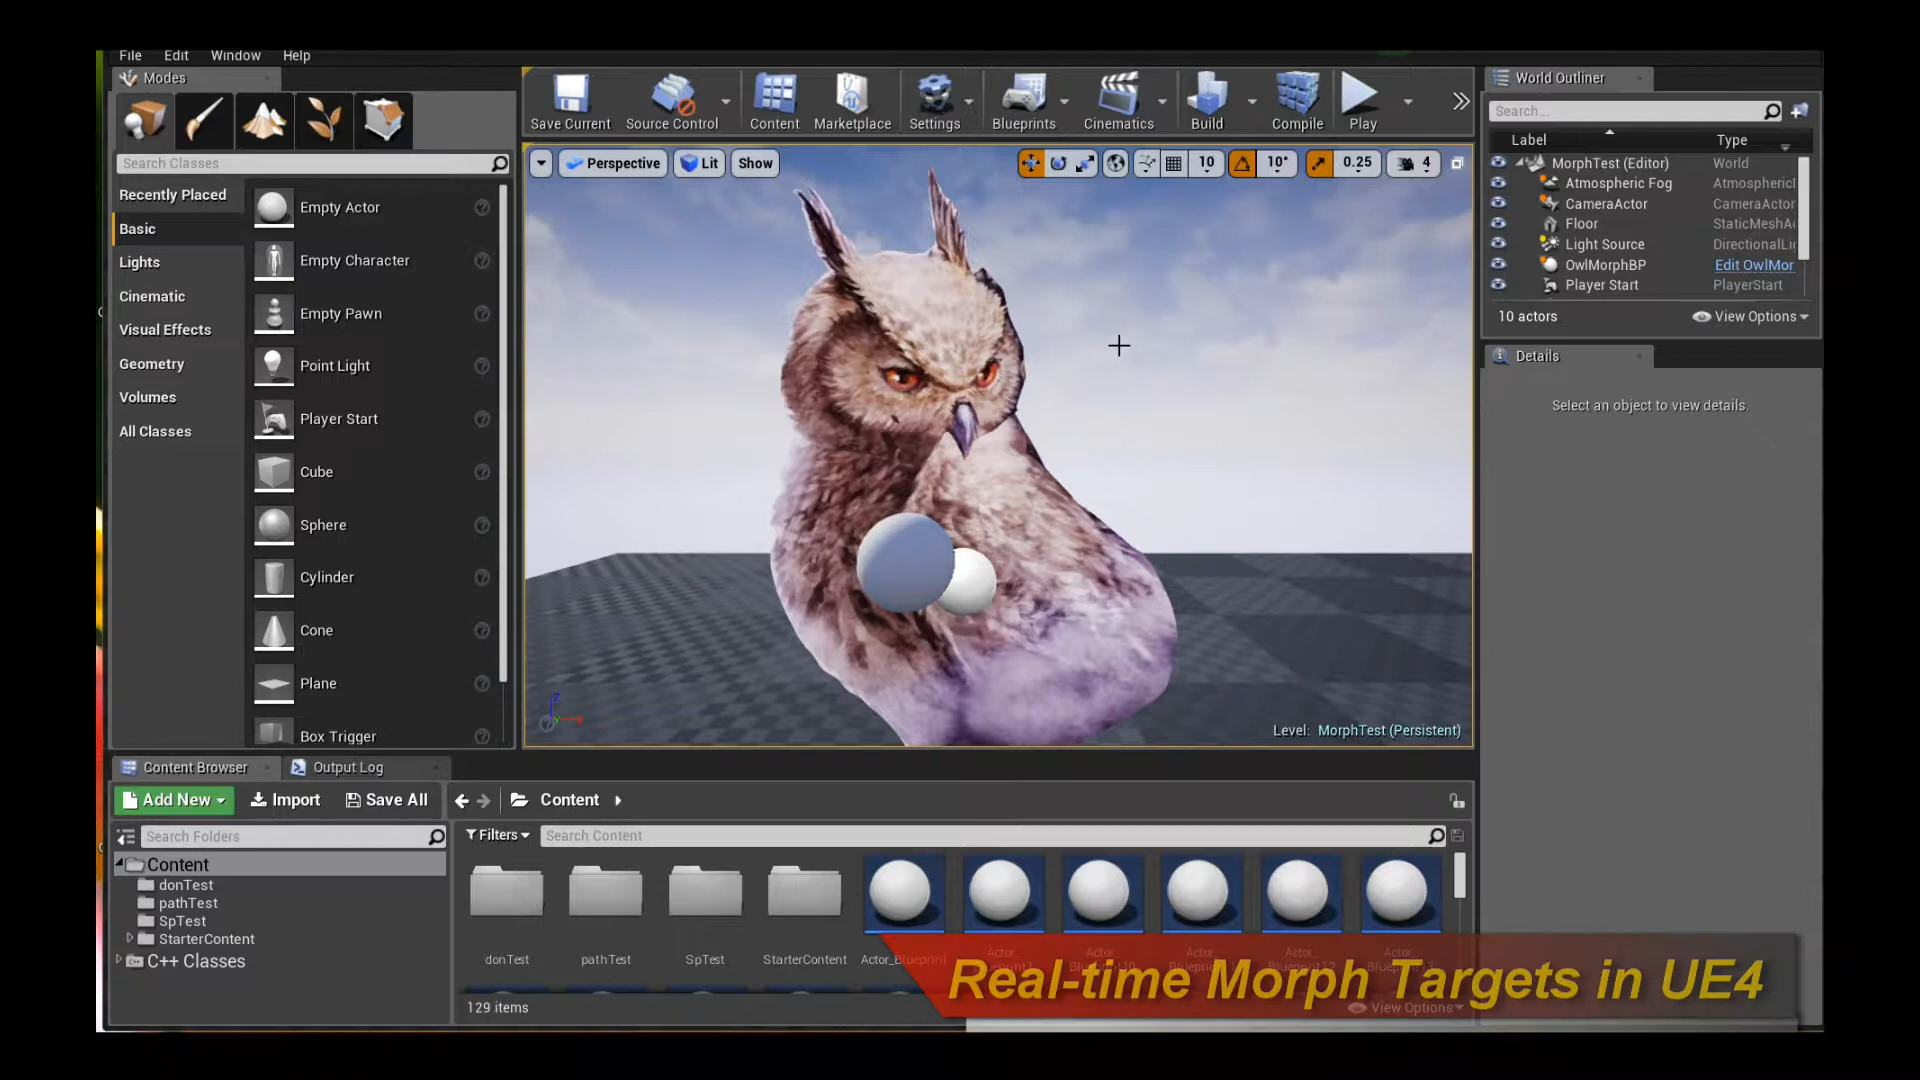 File Edit Window Help
Modes
Search Classes
Recently Placed
Basic
Lights
Cinematic
Visual Effects
Geometry
Volumes
All Classes
Empty Actor
Empty Character
Empty Pawn
Point Light
Player Start
Cube
Sphere
Cylinder
Cone
Plane
Box Trigger
Save Current Source Control Content Marketplace Settings Blueprints Cinematics Build Compile Play
Perspective Lit Show 10 10° 0.25 4
Level: MorphTest (Persistent)
World Outliner
Search...
Label Type
MorphTest (Editor) World
Atmospheric Fog Atmospheric
CameraActor CameraActor
Floor StaticMeshA
Light Source DirectionalLi
OwlMorphBP Edit OwlMor
Player Start PlayerStart
10 actors View Options
Details
Select an object to view details.
Content Browser Output Log
Add New Import Save All Content
Search Folders
Content
donTest
pathTest
SpTest
StarterContent
C++ Classes
Filters Search Content
donTest pathTest SpTest StarterContent Actor_Blueprint
129 items View Options
Real-time Morph Targets in UE4